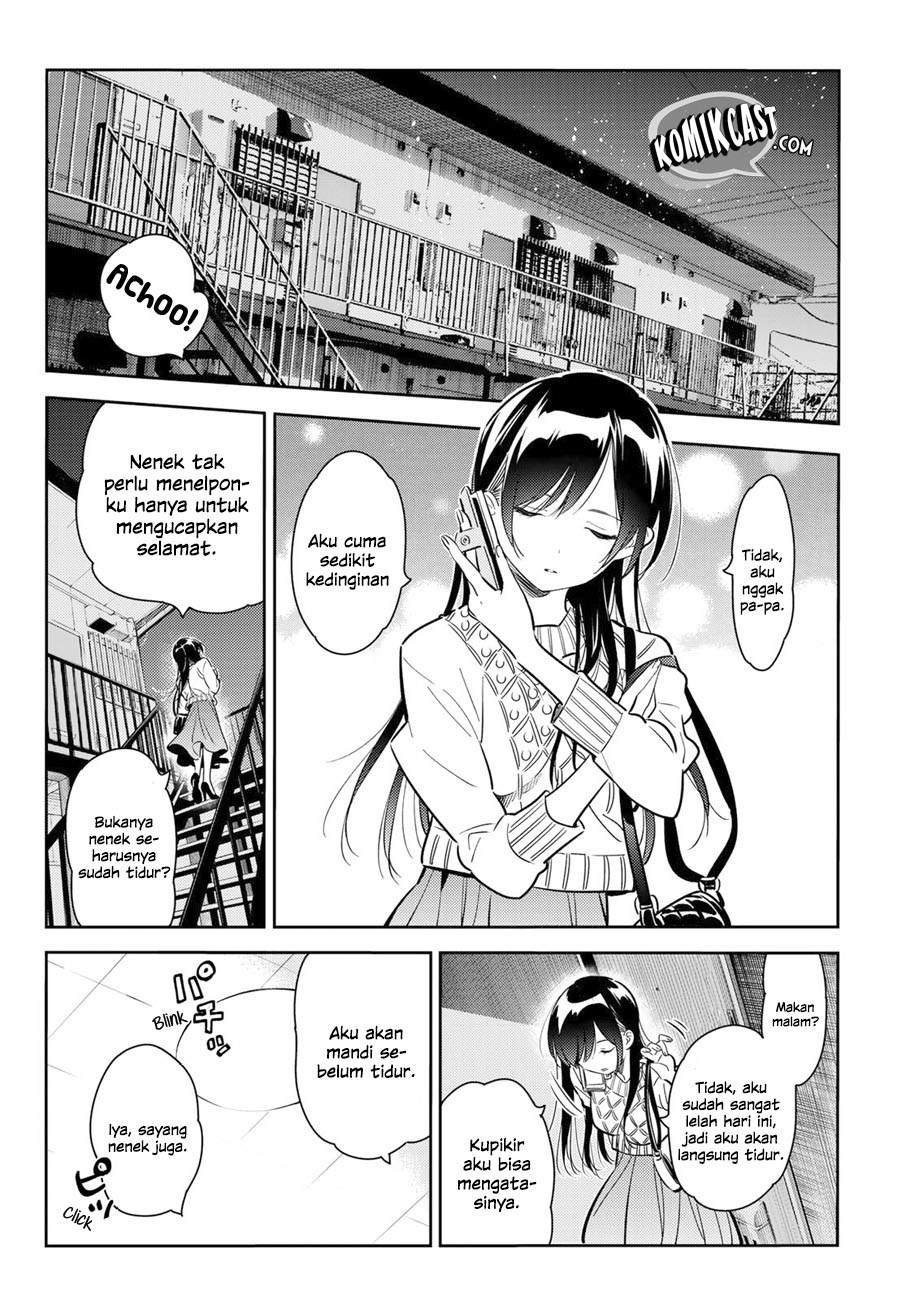 KOMIKCAST
.COM
ACHOO!
Tidak,
aku
nggak
pa-pa.
Aku cuma
sedikit
kedinginan
Nenek tak
perlu menelpon-
ku hanya untuk
mengucapkan
selamat.
Bukanya
nenek se-
harusnya
sudah tidur?
Makan
malam?
Tidak, aku
sudah sangat
lelah hari ini,
jadi aku akan
langsung tidur.
Kupikir
aku bisa
mengata-
sinya.
Aku akan
mandi se-
belum tidur.
パチ
Blink
Iya, sayang
nenek juga.
Click